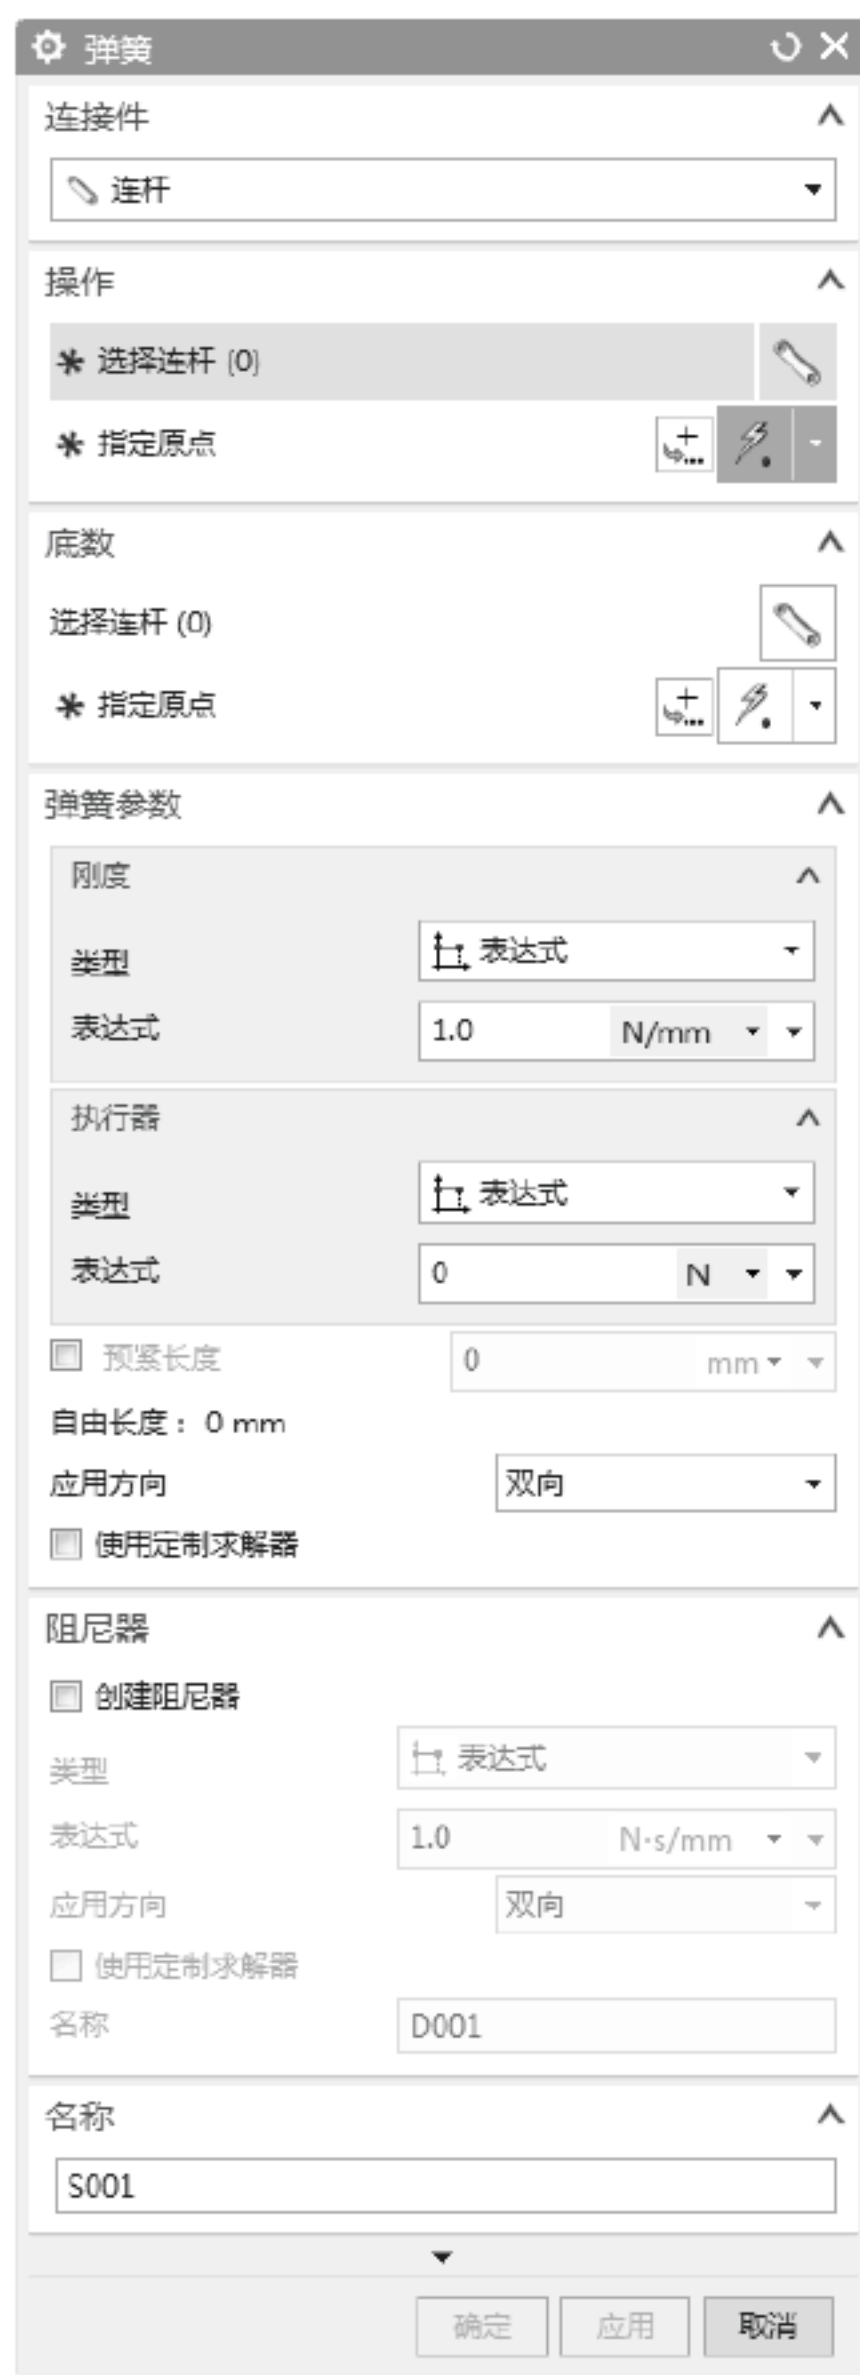 弹簧
连接件
连杆
操作
* 选择连杆 (0)
* 指定原点
底数
选择连杆 (0)
* 指定原点
弹簧参数
刚度
类型 表达式
表达式 1.0 N/mm
执行器
类型 表达式
表达式 0 N
预紧长度 0 mm
自由长度： 0 mm
应用方向 双向
使用定制求解器
阻尼器
创建阻尼器
类型 表达式
表达式 1.0 N·s/mm
应用方向 双向
使用定制求解器
名称 D001
名称
S001
确定 应用 取消